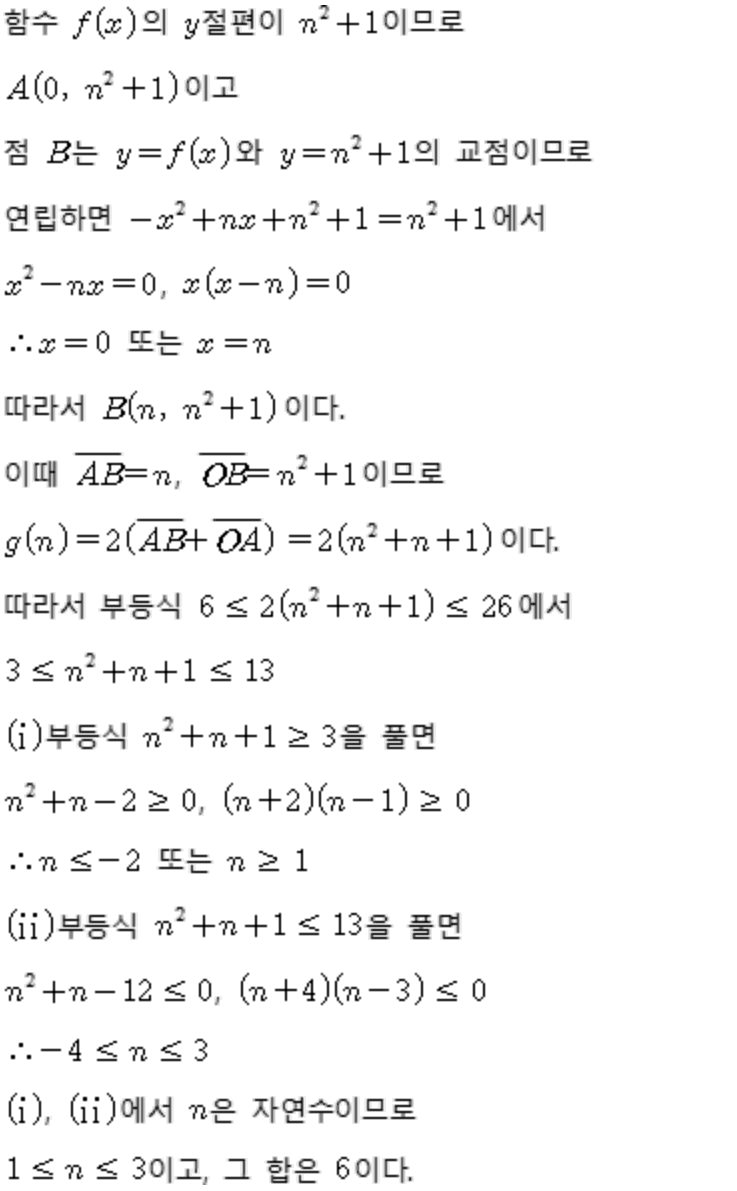 함수 f(x)의 y절편이 n²+1이므로
A(0, n²+1)이고
점 B는 y=f(x)와 y=n²+1의 교점이므로
연립하면 -x²+nx+n²+1=n²+1에서
x²-nx=0, x(x-n)=0
∴x=0 또는 x=n
따라서 B(n, n²+1)이다.
이때 A̅B̅=n, O̅B̅=n²+1이므로
g(n)=2(A̅B̅+O̅A̅)=2(n²+n+1)이다.
따라서 부등식 6 ≤ 2(n²+n+1) ≤ 26에서
3 ≤ n²+n+1 ≤ 13
(i)부등식 n²+n+1 ≥ 3을 풀면
n²+n-2 ≥ 0, (n+2)(n-1) ≥ 0
∴n ≤-2 또는 n ≥ 1
(ii)부등식 n²+n+1 ≤ 13을 풀면
n²+n-12 ≤ 0, (n+4)(n-3) ≤ 0
∴-4 ≤ n ≤ 3
(i), (ii)에서 n은 자연수이므로
1 ≤ n ≤ 3이고, 그 합은 6이다.